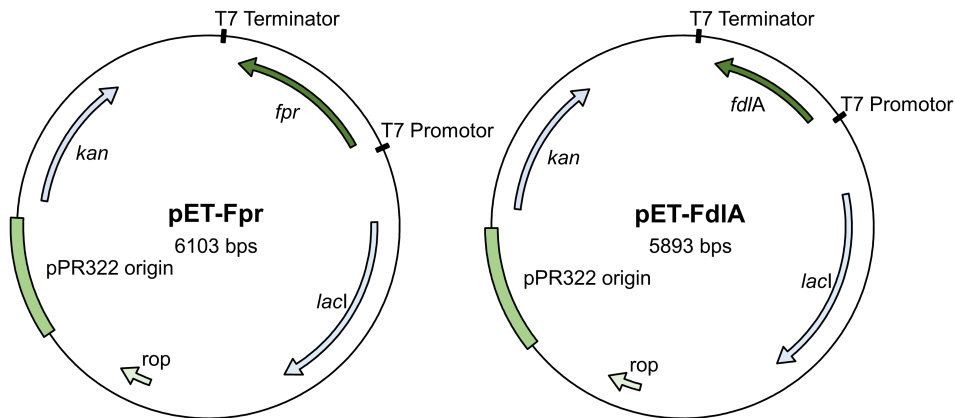 T7 Terminator
fpr
T7 Promotor
kan
pET-Fpr
6103 bps
pPR322 origin
lacI
rop
T7 Terminator
fdlA
T7 Promotor
kan
pET-FdlA
5893 bps
pPR322 origin
lacI
rop